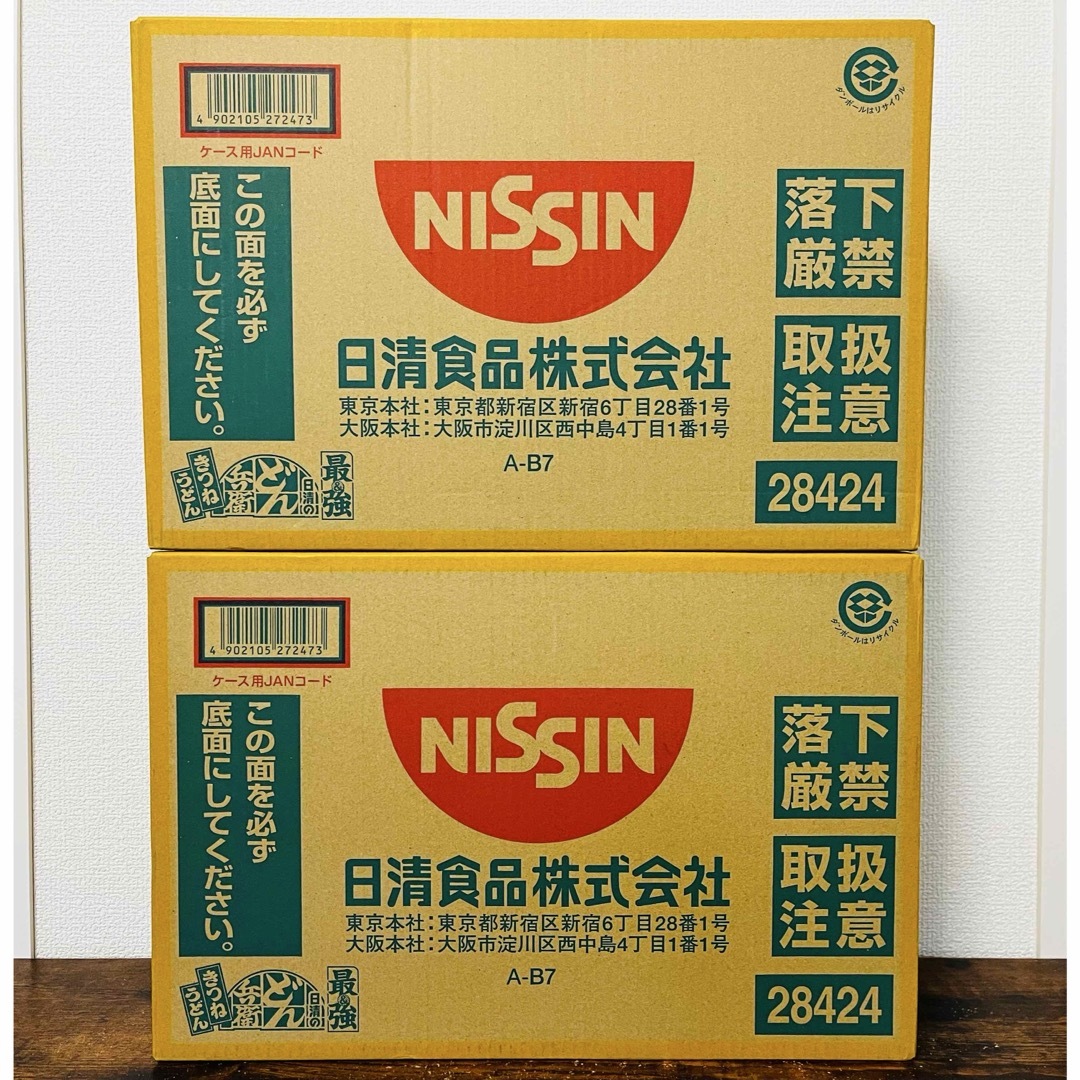 4 902105 272473
ケース用JANコード
ダンボールはリサイクル
この面を必ず
底面にしてください。
NISSIN
落下
厳禁
取扱
注意
日清食品株式会社
東京本社:東京都新宿区新宿6丁目28番1号
大阪本社:大阪市淀川区西中島4丁目1番1号
A-B7
最&強
日清の
どん
兵衛
きつね
うどん
28424
4 902105 272473
ケース用JANコード
ダンボールはリサイクル
この面を必ず
底面にしてください。
NISSIN
落下
厳禁
取扱
注意
日清食品株式会社
東京本社:東京都新宿区新宿6丁目28番1号
大阪本社:大阪市淀川区西中島4丁目1番1号
A-B7
最&強
日清の
どん
兵衛
きつね
うどん
28424